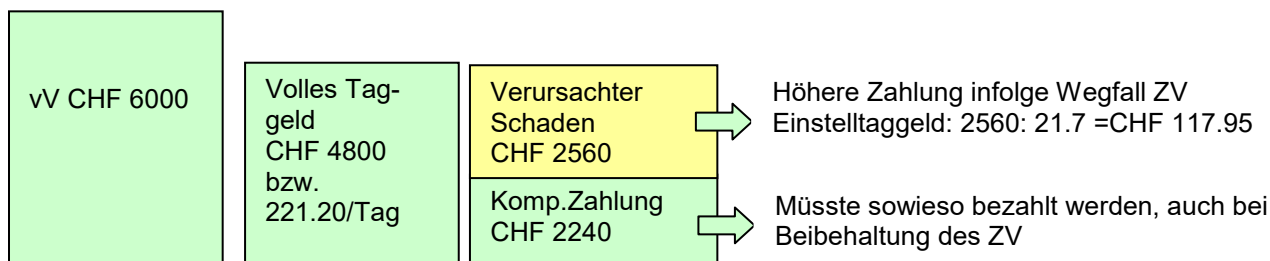 vV CHF 6000
Volles Tag-
geld
CHF 4800
bzw.
221.20/Tag
Verursachter
Schaden
CHF 2560
Komp.Zahlung
CHF 2240
Höhere Zahlung infolge Wegfall ZV
Einstelltaggeld: 2560: 21.7 =CHF 117.95
Müsste sowieso bezahlt werden, auch bei
Beibehaltung des ZV